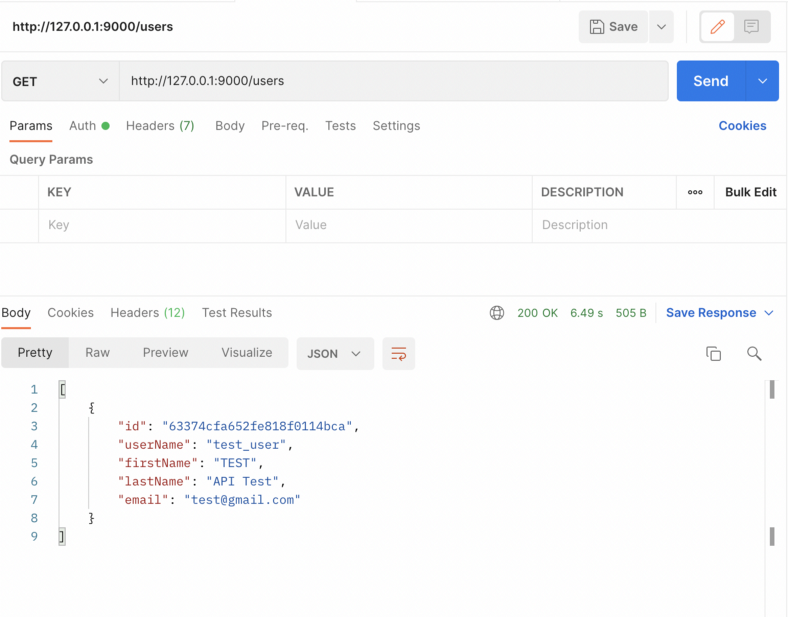 http://127.0.0.1:9000/users Save
GET http://127.0.0.1:9000/users Send
Params Auth Headers (7) Body Pre-req. Tests Settings Cookies
Query Params
KEY VALUE DESCRIPTION ooo Bulk Edit
Key Value Description
Body Cookies Headers (12) Test Results 200 OK 6.49 s 505 B Save Response
Pretty Raw Preview Visualize JSON
1 [
2 {
3 "id": "63374cfa652fe818f0114bca",
4 "userName": "test_user",
5 "firstName": "TEST",
6 "lastName": "API Test",
7 "email": "test@gmail.com"
8 }
9 ]